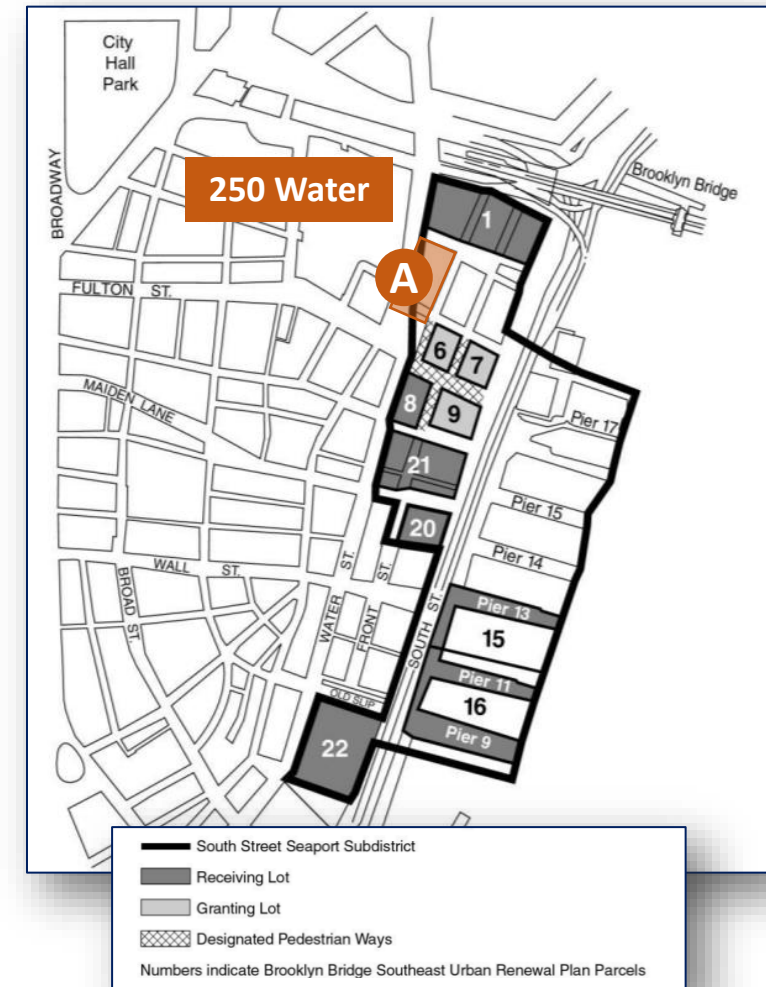 City
Hall
Park
BROADWAY
250 Water
Brooklyn Bridge
1
A
FULTON ST.
6
7
MAIDEN LANE
8
9
Pier 17
21
Pier 15
20
Pier 14
WALL ST.
BROAD ST.
WATER ST.
FRONT ST.
SOUTH ST.
Pier 13
15
Pier 11
16
Pier 9
OLD SLIP
22
South Street Seaport Subdistrict
Receiving Lot
Granting Lot
Designated Pedestrian Ways
Numbers indicate Brooklyn Bridge Southeast Urban Renewal Plan Parcels